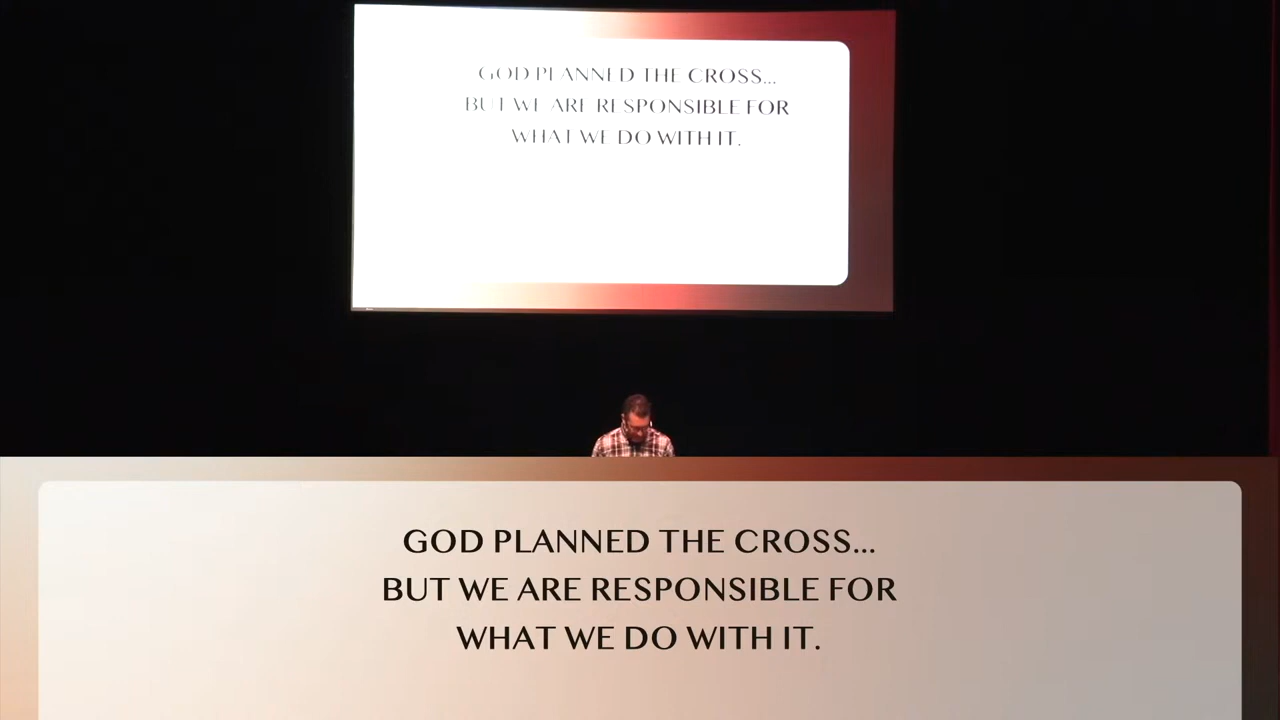 GOD PLANNED THE CROSS...
BUT WE ARE RESPONSIBLE FOR
WHAT WE DO WITH IT.
GOD PLANNED THE CROSS...
BUT WE ARE RESPONSIBLE FOR
WHAT WE DO WITH IT.